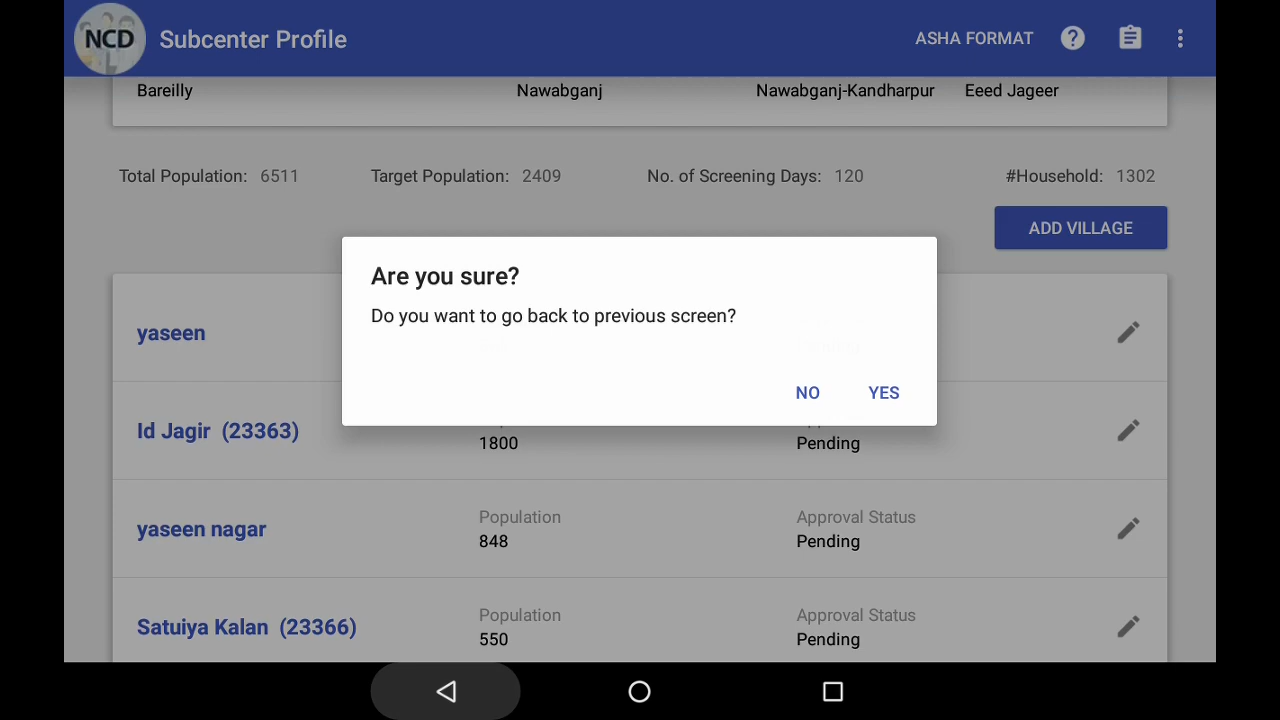 NCD Subcenter Profile ASHA FORMAT
Bareilly Nawabganj Nawabganj-Kandharpur Eeed Jageer
Total Population: 6511 Target Population: 2409 No. of Screening Days: 120 #Household: 1302
ADD VILLAGE
Are you sure?
Do you want to go back to previous screen?
NO YES
yaseen
Id Jagir (23363) 1800 Pending
Population Approval Status
yaseen nagar 848 Pending
Population Approval Status
Satuiya Kalan (23366) 550 Pending